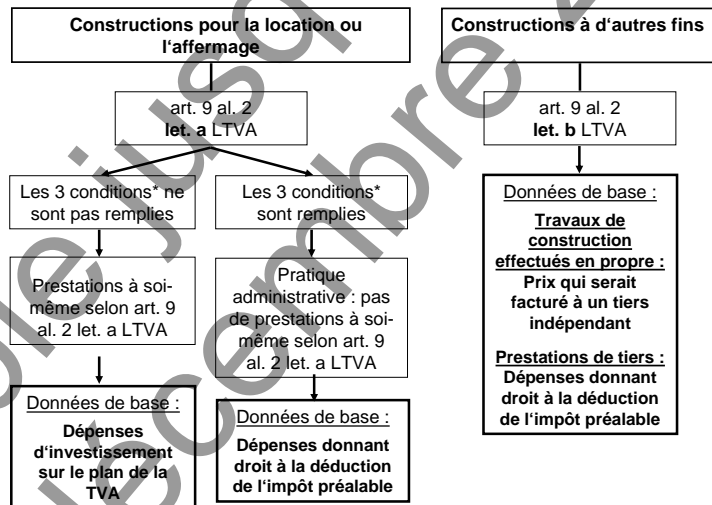 Constructions pour la location ou
l'affermage
Constructions à d'autres fins
art. 9 al. 2
let. a LTVA
art. 9 al. 2
let. b LTVA
Les 3 conditions* ne
sont pas remplies
Les 3 conditions*
sont remplies
Prestations à soi-
même selon art. 9
al. 2 let. a LTVA
Pratique
administrative : pas
de prestations à soi-
même selon art. 9
al. 2 let. a LTVA
Données de base :
Dépenses
d'investissement
sur le plan de la
TVA
Données de base :
Dépenses donnant
droit à la déduction
de l'impôt préalable
Données de base :
Travaux de
construction
effectués en propre :
Prix qui serait
facturé à un tiers
indépendant
Prestations de tiers :
Dépenses donnant
droit à la déduction
de l'impôt préalable